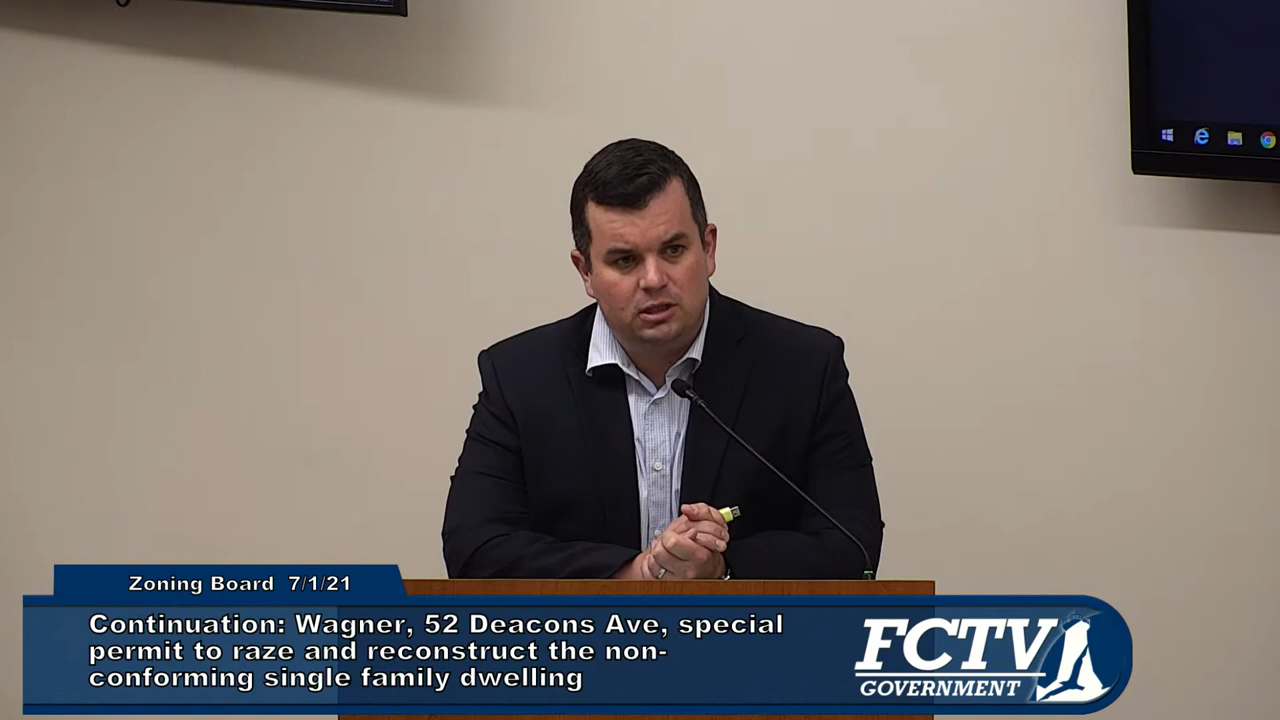 Zoning Board 7/1/21
Continuation: Wagner, 52 Deacons Ave, special
permit to raze and reconstruct the non-
conforming single family dwelling
FCTV
GOVERNMENT